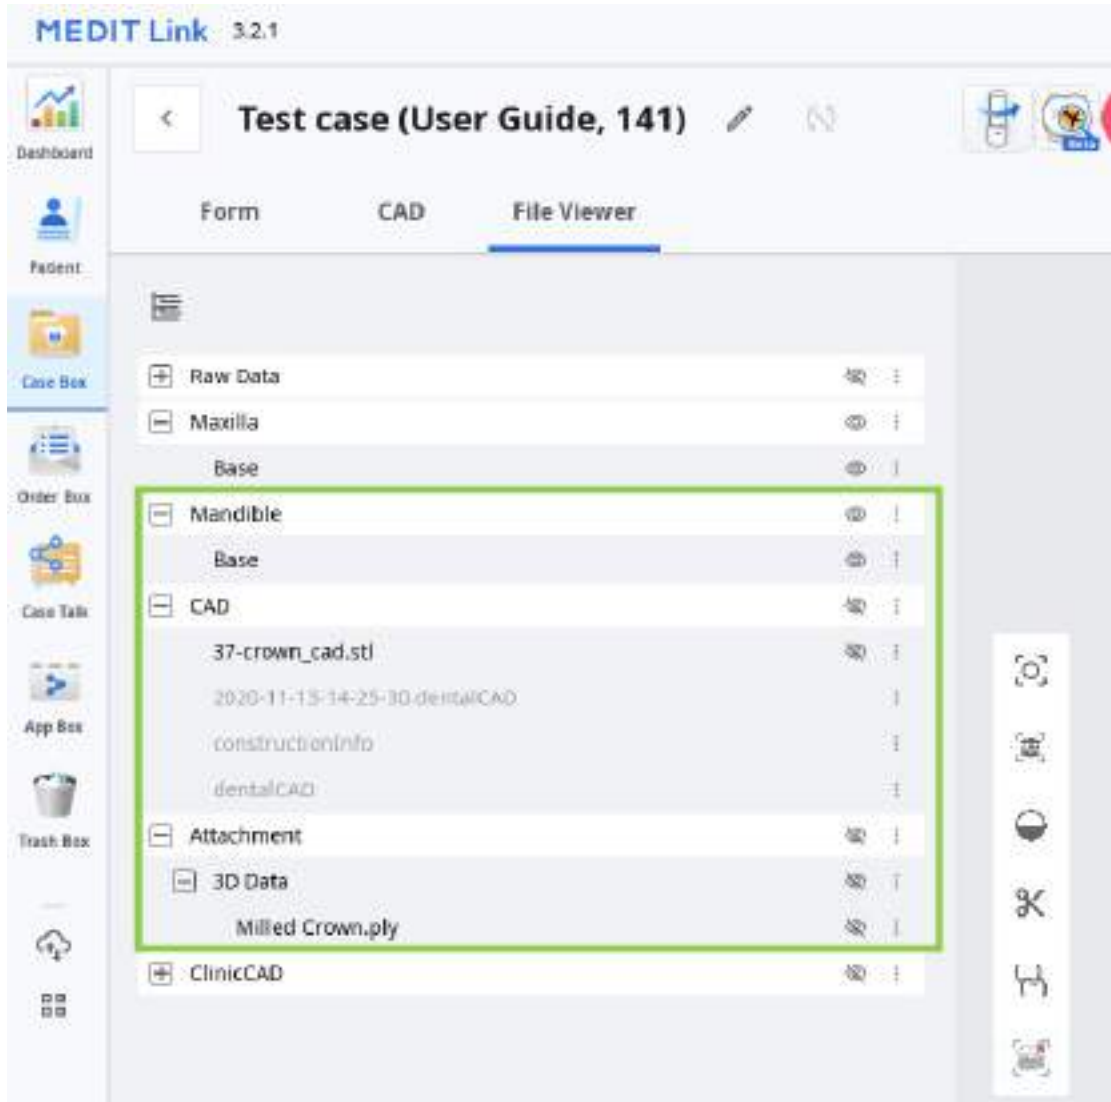 MEDIT Link 3.2.1
Test case (User Guide, 141)
Beta
Dashboard
Form CAD File Viewer
Patient
Case Box
Order Box
Case Talk
App Box
Trash Box
Raw Data
Maxilla
Base
Mandible
Base
CAD
37-crown_cad.stl
2020-11-13-14-25-30.dentalCAD
constructionInfo
dentalCAD
Attachment
3D Data
Milled Crown.ply
ClinicCAD